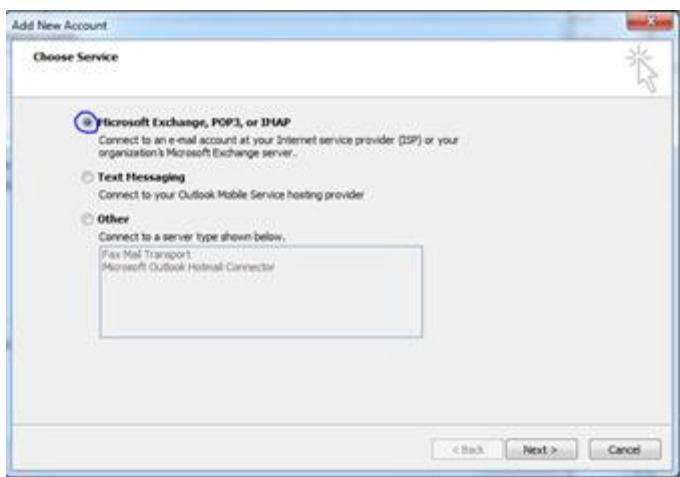 Add New Account
Choose Service
Microsoft Exchange, POP3, or IMAP
Connect to an e-mail account at your Internet service provider (ISP) or your
organization's Microsoft Exchange server.
Text Messaging
Connect to your Outlook Mobile Service hosting provider
Other
Connect to a server type shown below.
Fax Mail Transport
Microsoft Outlook Hotmail Connector
< Back
Next >
Cancel